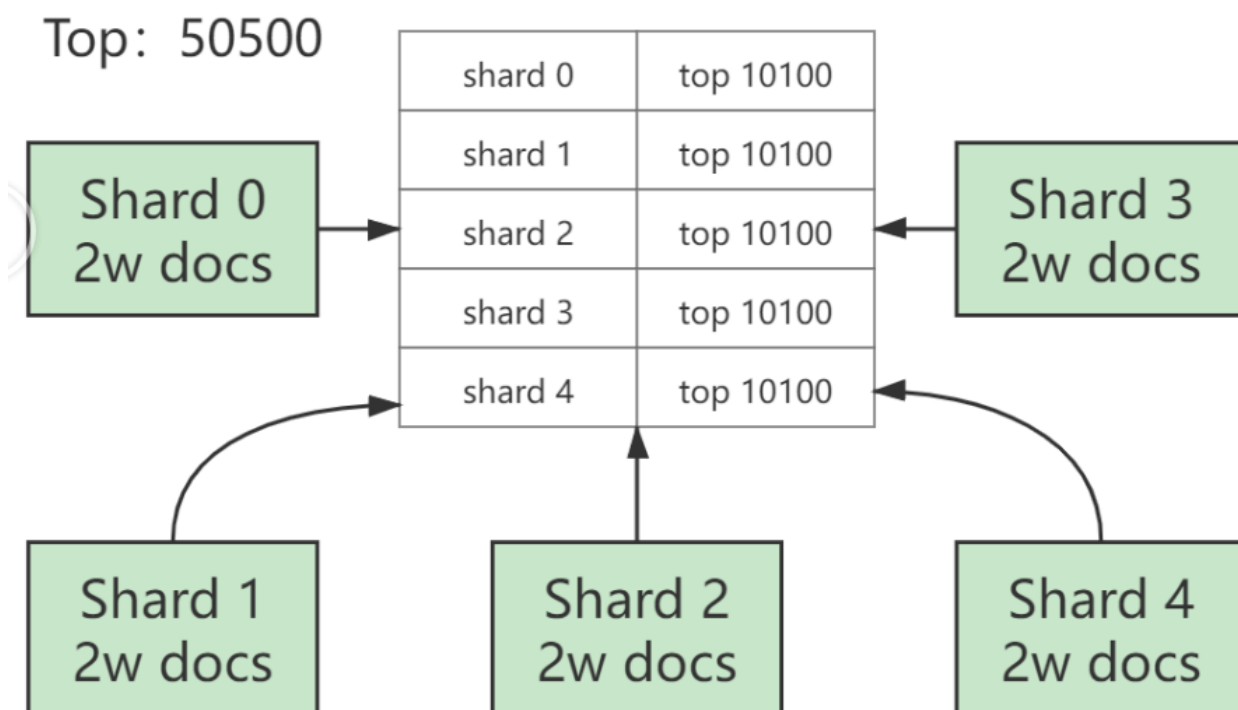 Top: 50500
shard 0 top 10100
shard 1 top 10100
shard 2 top 10100
shard 3 top 10100
shard 4 top 10100
Shard 0
2w docs
Shard 3
2w docs
Shard 1
2w docs
Shard 2
2w docs
Shard 4
2w docs